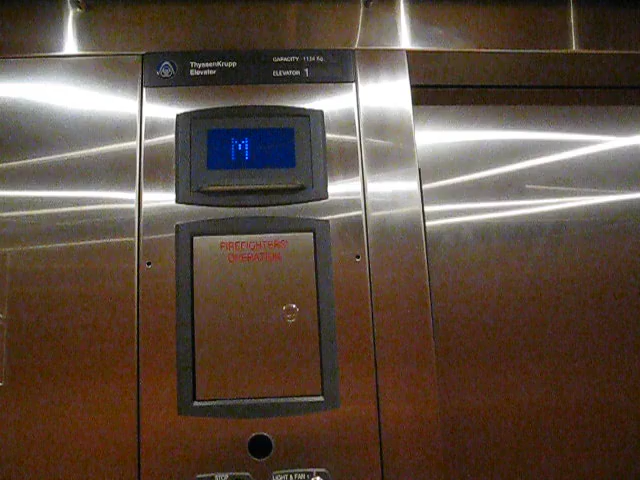 ThyssenKrupp
Elevator
CAPACITY 1134 Kg
ELEVATOR 1
M
FIREFIGHTERS'
OPERATION
STOP
LIGHT & FAN